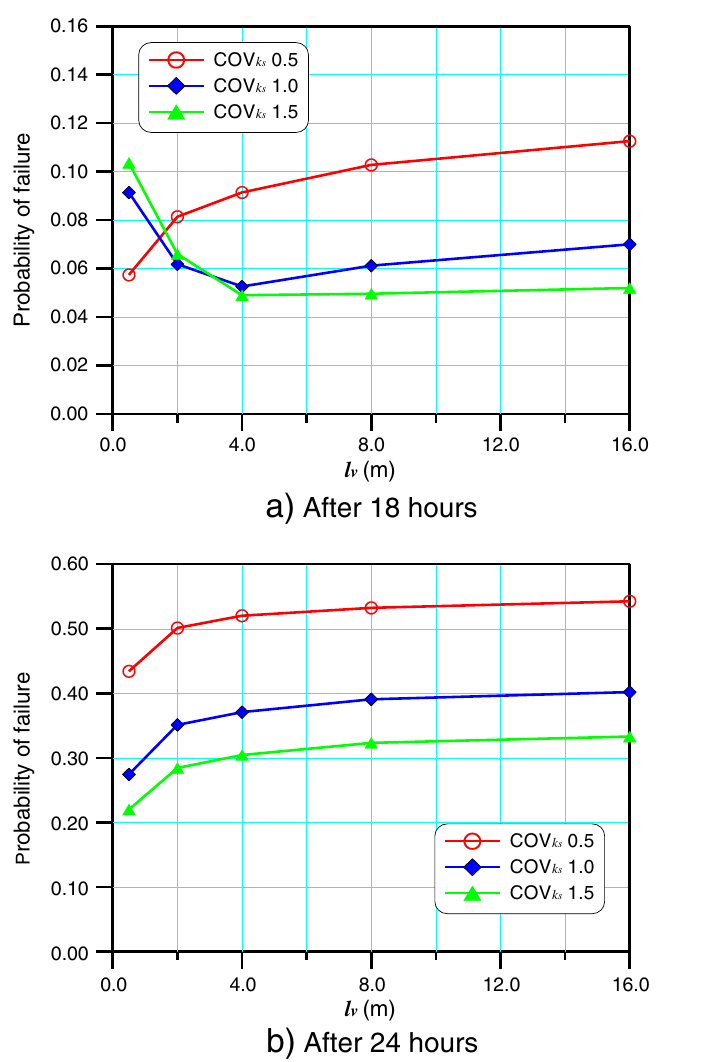 0.16
0.14
0.12
0.10
0.08
0.06
0.04
0.02
0.00
Probability of failure
COVks 0.5
COVks 1.0
COVks 1.5
0.0 4.0 8.0 12.0 16.0
lv (m)
a) After 18 hours
0.60
0.50
0.40
0.30
0.20
0.10
0.00
Probability of failure
COVks 0.5
COVks 1.0
COVks 1.5
0.0 4.0 8.0 12.0 16.0
lv (m)
b) After 24 hours